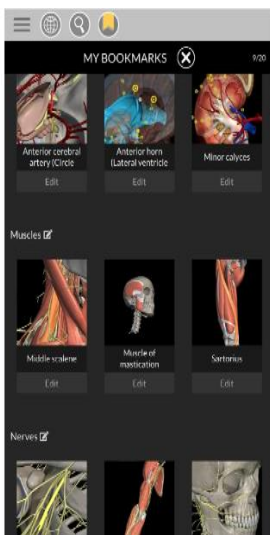 MY BOOKMARKS
9/20
Anterior cerebral
artery (Circle
Anterior horn
(Lateral ventricle
Minor calyces
Edit
Edit
Edit
Muscles
Middle scalene
Muscle of
mastication
Sartorius
Edit
Edit
Edit
Nerves